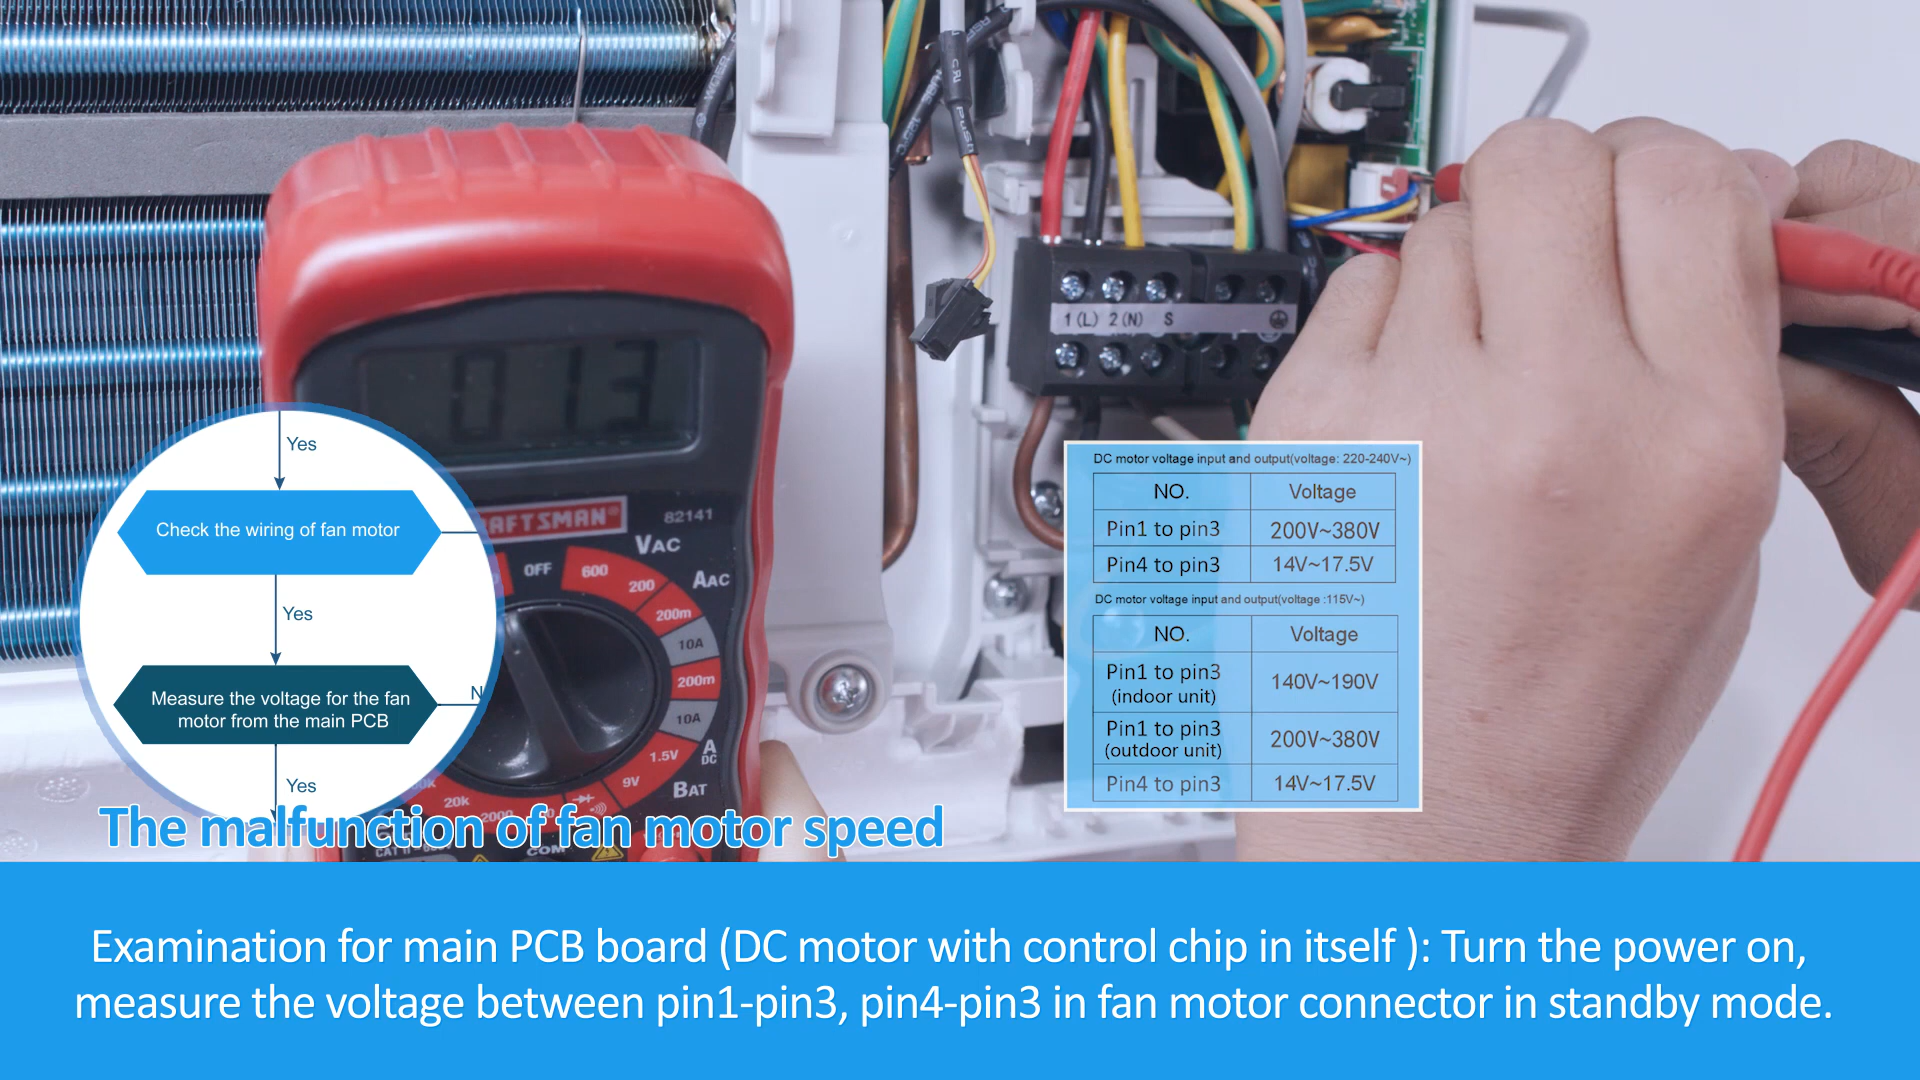 013
82141
VAC
OFF
600
200
AAC
200m
10A
200m
10A
A
DC
1.5V
9V
BAT
20k
COM
1 (L) 2 (N) S
Yes
Check the wiring of fan motor
Yes
Measure the voltage for the fan
motor from the main PCB
Yes
DC motor voltage input and output(voltage: 220-240V~)
NO. Voltage
Pin1 to pin3 200V~380V
Pin4 to pin3 14V~17.5V
DC motor voltage input and output(voltage :115V~)
NO. Voltage
Pin1 to pin3
(indoor unit) 140V~190V
Pin1 to pin3
(outdoor unit) 200V~380V
Pin4 to pin3 14V~17.5V
The malfunction of fan motor speed
Examination for main PCB board (DC motor with control chip in itself ): Turn the power on,
measure the voltage between pin1-pin3, pin4-pin3 in fan motor connector in standby mode.